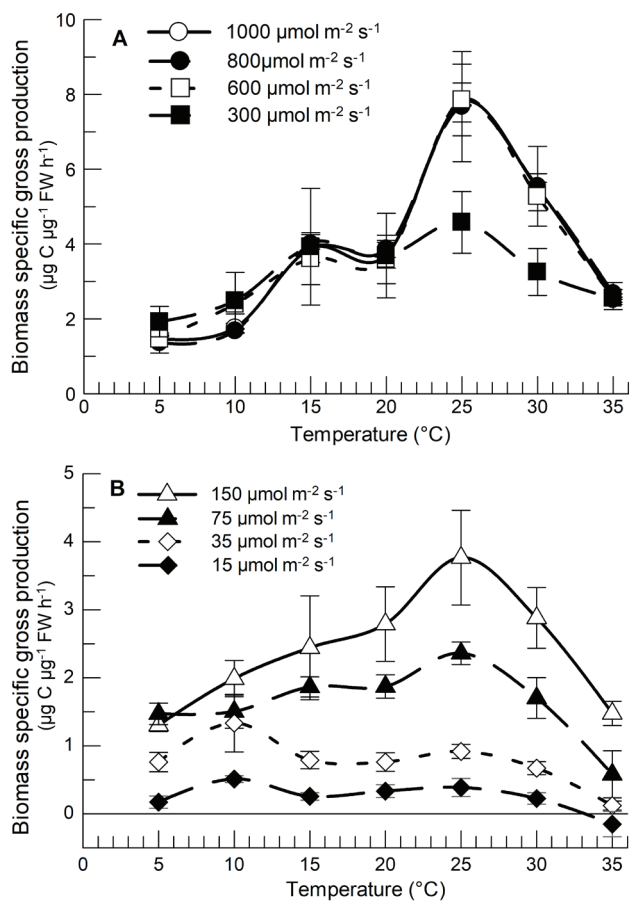 A
1000 µmol m-2 s-1
800µmol m-2 s-1
600 µmol m-2 s-1
300 µmol m-2 s-1
Biomass specific gross production
(µg C µg-1 FW h-1)
10
8
6
4
2
0
0 5 10 15 20 25 30 35
Temperature (°C)
B
150 µmol m-2 s-1
75 µmol m-2 s-1
35 µmol m-2 s-1
15 µmol m-2 s-1
Biomass specific gross production
(µg C µg-1 FW h-1)
5
4
3
2
1
0
0 5 10 15 20 25 30 35
Temperature (°C)